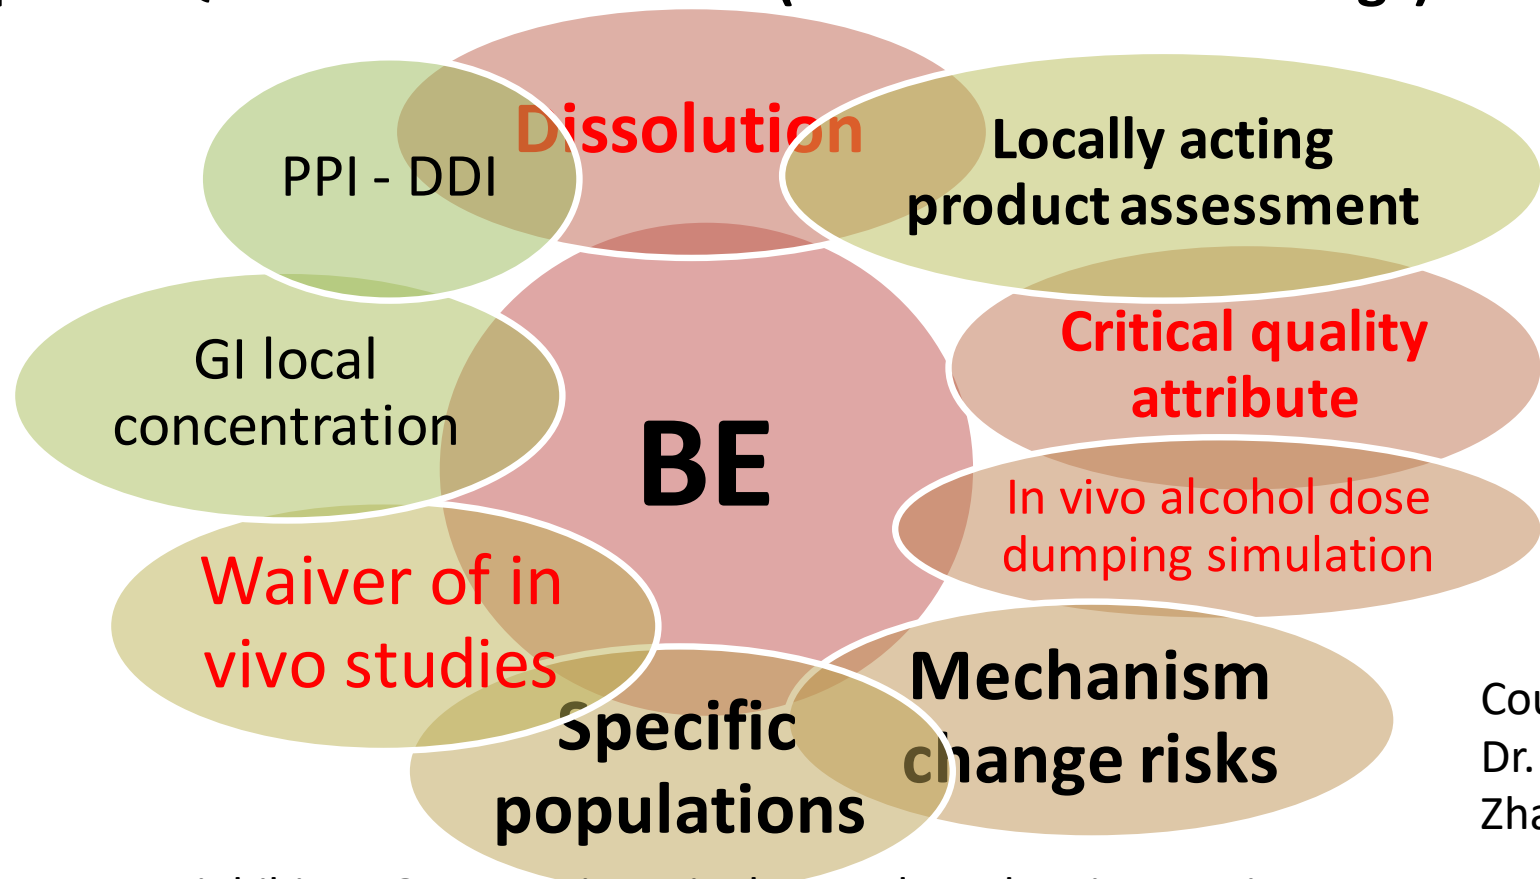 Dissolution
PPI - DDI
Locally acting
product assessment
GI local
concentration
Critical quality
attribute
BE
In vivo alcohol dose
dumping simulation
Waiver of in
vivo studies
Specific
populations
Mechanism
change risks
Dr.